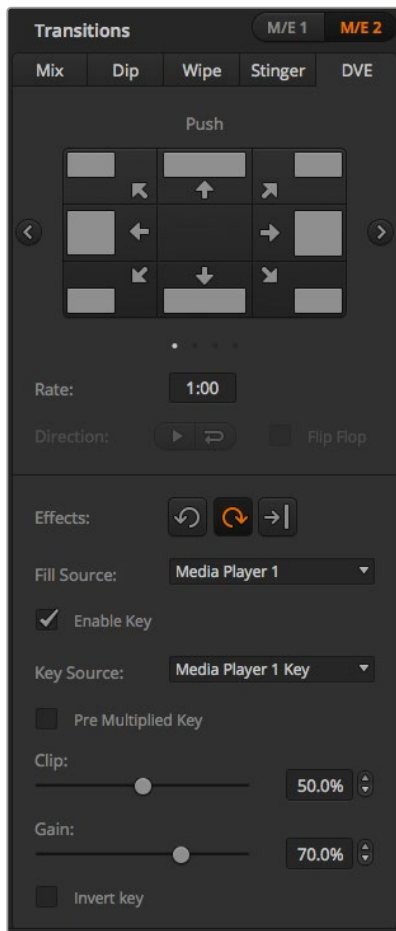 Transitions M/E 1 M/E 2
Mix Dip Wipe Stinger DVE
Push
Rate: 1:00
Direction: Flip Flop
Effects:
Fill Source: Media Player 1
Enable Key
Key Source: Media Player 1 Key
Pre Multiplied Key
Clip:
50.0%
Gain:
70.0%
Invert key